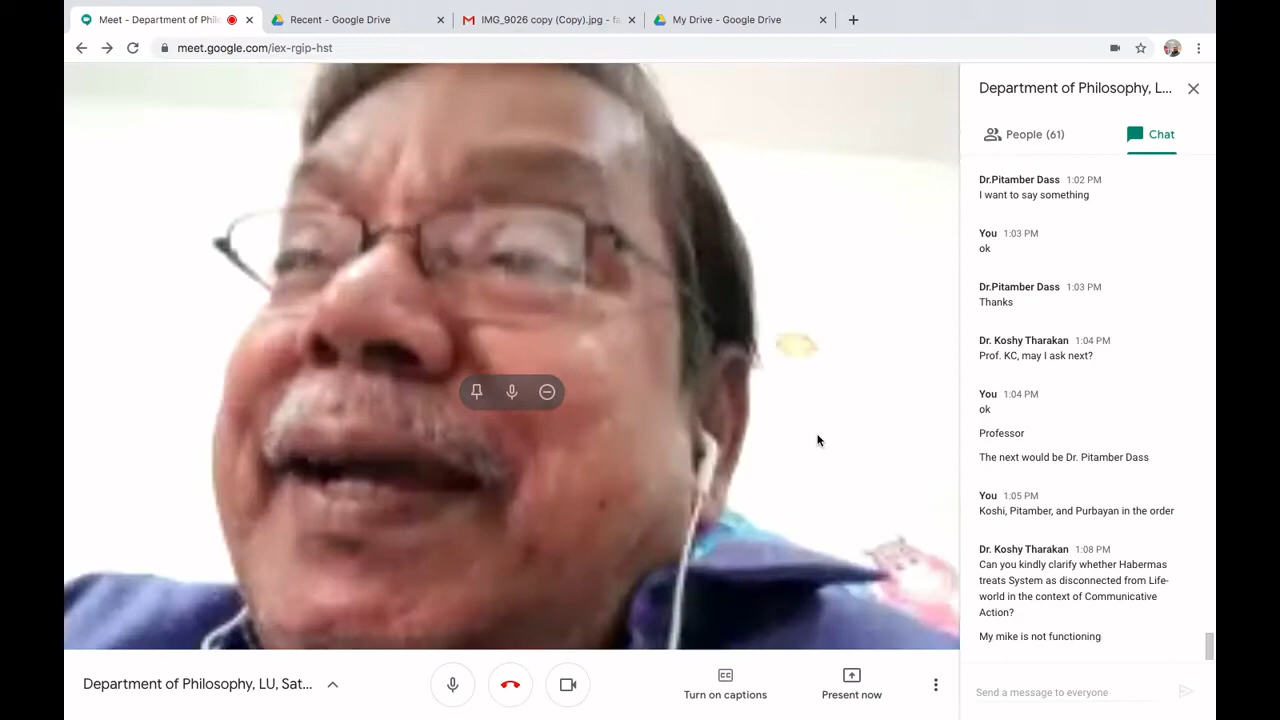 Meet - Department of Philo
Recent - Google Drive
IMG_9026 copy (Copy).jpg - fa
My Drive - Google Drive
meet.google.com/iex-rgip-hst
Department of Philosophy, L...
People (61)
Chat
Dr.Pitamber Dass 1:02 PM
I want to say something
You 1:03 PM
ok
Dr.Pitamber Dass 1:03 PM
Thanks
Dr. Koshy Tharakan 1:04 PM
Prof. KC, may I ask next?
You 1:04 PM
ok
Professor
The next would be Dr. Pitamber Dass
You 1:05 PM
Koshi, Pitamber, and Purbayan in the order
Dr. Koshy Tharakan 1:08 PM
Can you kindly clarify whether Habermas
treats System as disconnected from Life-
world in the context of Communicative
Action?
My mike is not functioning
Department of Philosophy, LU, Sat...
Turn on captions
Present now
Send a message to everyone